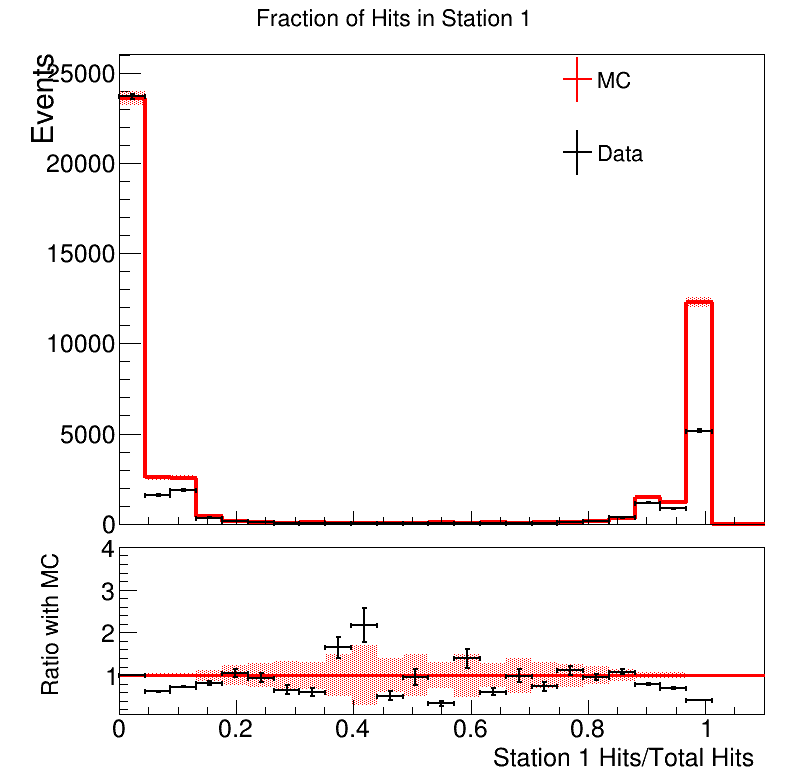 Fraction of Hits in Station 1
Events
25000
20000
15000
10000
5000
0
MC
Data
Ratio with MC
4
3
2
1
0 0.2 0.4 0.6 0.8 1
Station 1 Hits/Total Hits